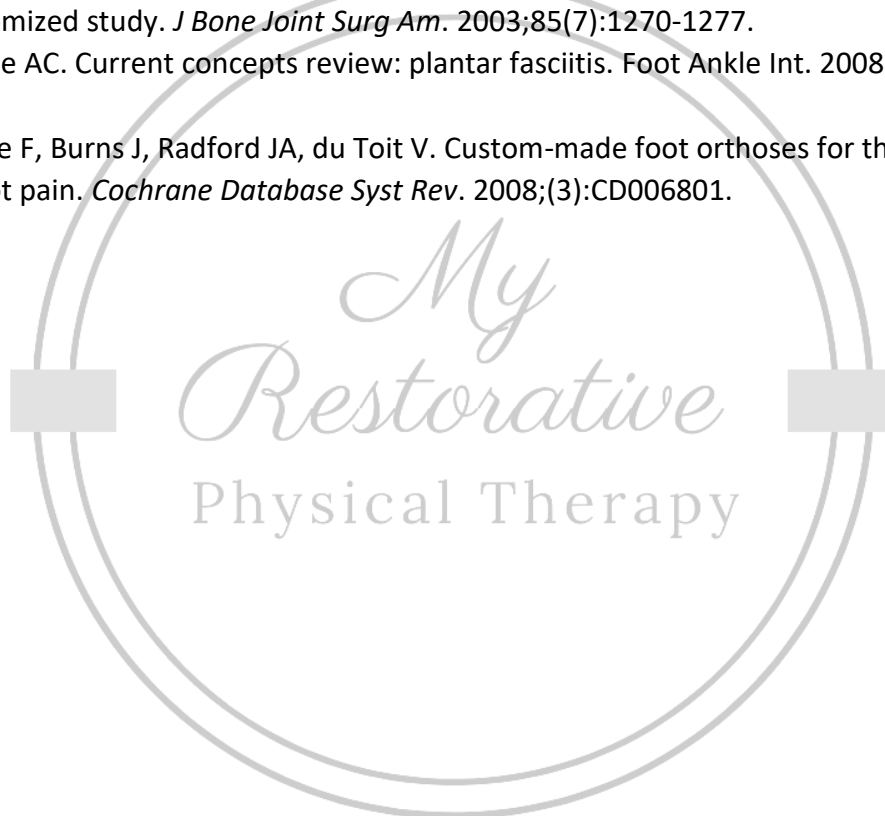 mized study. J Bone Joint Surg Am. 2003;85(7):1270-1277.
e AC. Current concepts review: plantar fasciitis. Foot Ankle Int. 2008
e F, Burns J, Radford JA, du Toit V. Custom-made foot orthoses for th
t pain. Cochrane Database Syst Rev. 2008;(3):CD006801.
My
Restorative
Physical Therapy